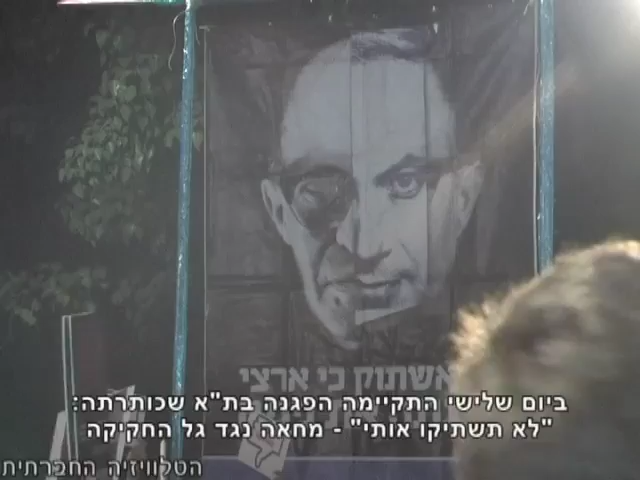 אשתוק כי ארצי
ביום שלישי התקיימה הפגנה בת"א שכותרתה:
"לא תשתיקו אותי" - מחאה נגד גל החקיקה
הטלוויזיה החברתית